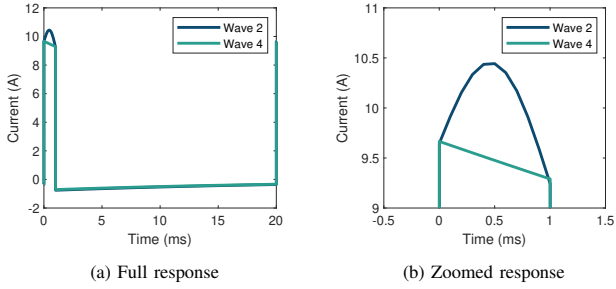 Wave 2
Wave 4
Current (A)
12
10
8
6
4
2
0
-2
0
5
10
15
20
Time (ms)
(a) Full response
Wave 2
Wave 4
Current (A)
11
10.5
10
9.5
9
-0.5
0
0.5
1
1.5
Time (ms)
(b) Zoomed response